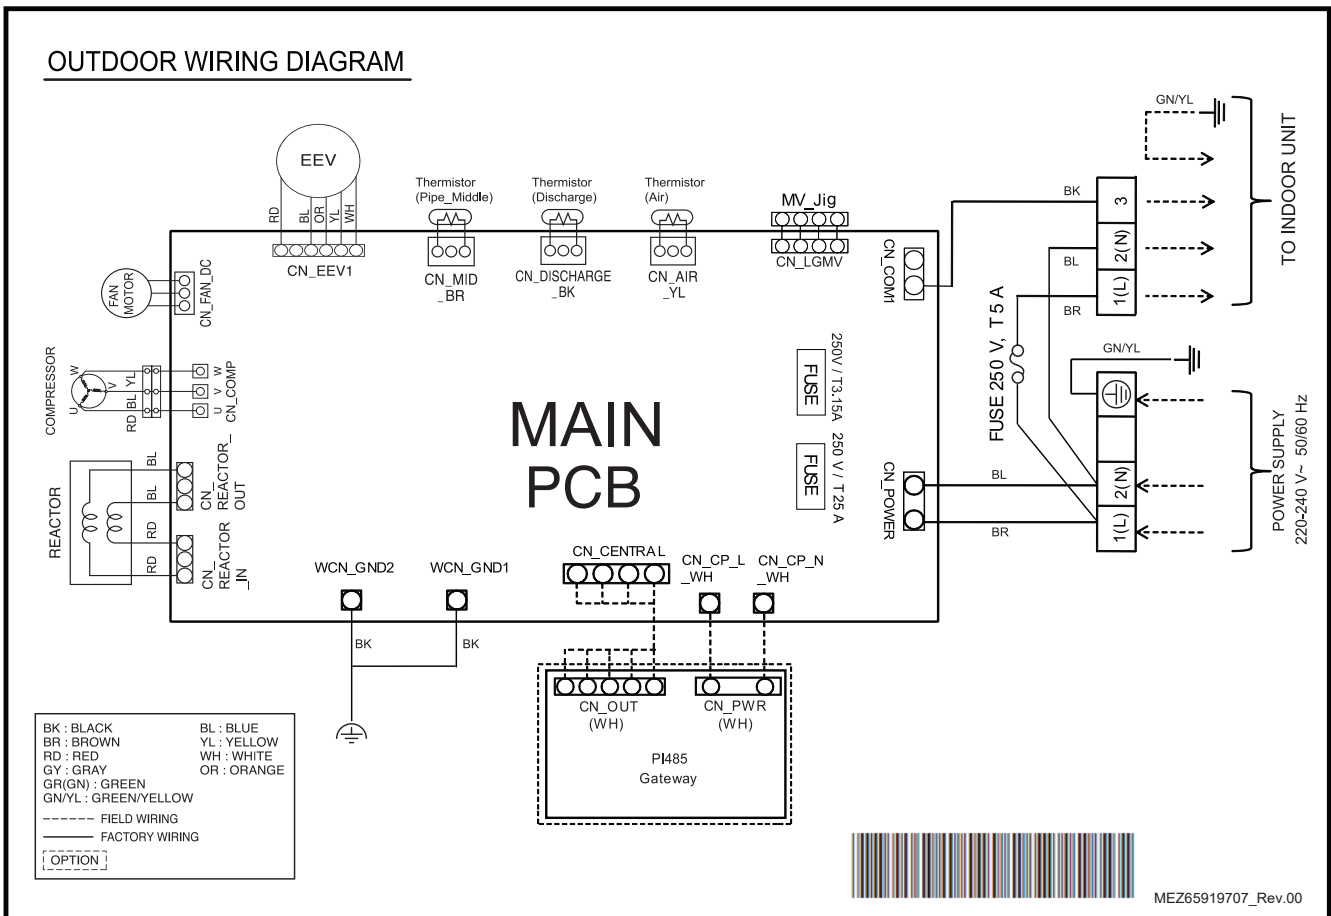 OUTDOOR WIRING DIAGRAM
EEV
RD
BL
OR
YL
WH
CN_EEV1
Thermistor
(Pipe_Middle)
CN_MID
_BR
Thermistor
(Discharge)
CN_DISCHARGE
_BK
Thermistor
(Air)
CN_AIR
_YL
MV_Jig
CN_LGMV
CN_COM1
BK
BL
BR
3
2(N)
1(L)
GN/YL
TO INDOOR UNIT
FAN
MOTOR
CN_FAN_DC
COMPRESSOR
W
V
U
YL
BL
RD
W
V
U
CN_COMP
REACTOR
BL
BL
RD
RD
CN_
REACTOR_
OUT
CN_
REACTOR
_IN
MAIN
PCB
250V / T3.15A
FUSE
250 V / T 25 A
FUSE
FUSE 250 V, T 5 A
CN_POWER
BL
BR
GN/YL
2(N)
1(L)
POWER SUPPLY
220-240 V~ 50/60 Hz
WCN_GND2
WCN_GND1
BK
BK
CN_CENTRAL
CN_CP_L
_WH
CN_CP_N
_WH
CN_OUT
(WH)
CN_PWR
(WH)
PI485
Gateway
BK : BLACK
BR : BROWN
RD : RED
GY : GRAY
GR(GN) : GREEN
GN/YL : GREEN/YELLOW
BL : BLUE
YL : YELLOW
WH : WHITE
OR : ORANGE
FIELD WIRING
FACTORY WIRING
OPTION
MEZ65919707_Rev.00